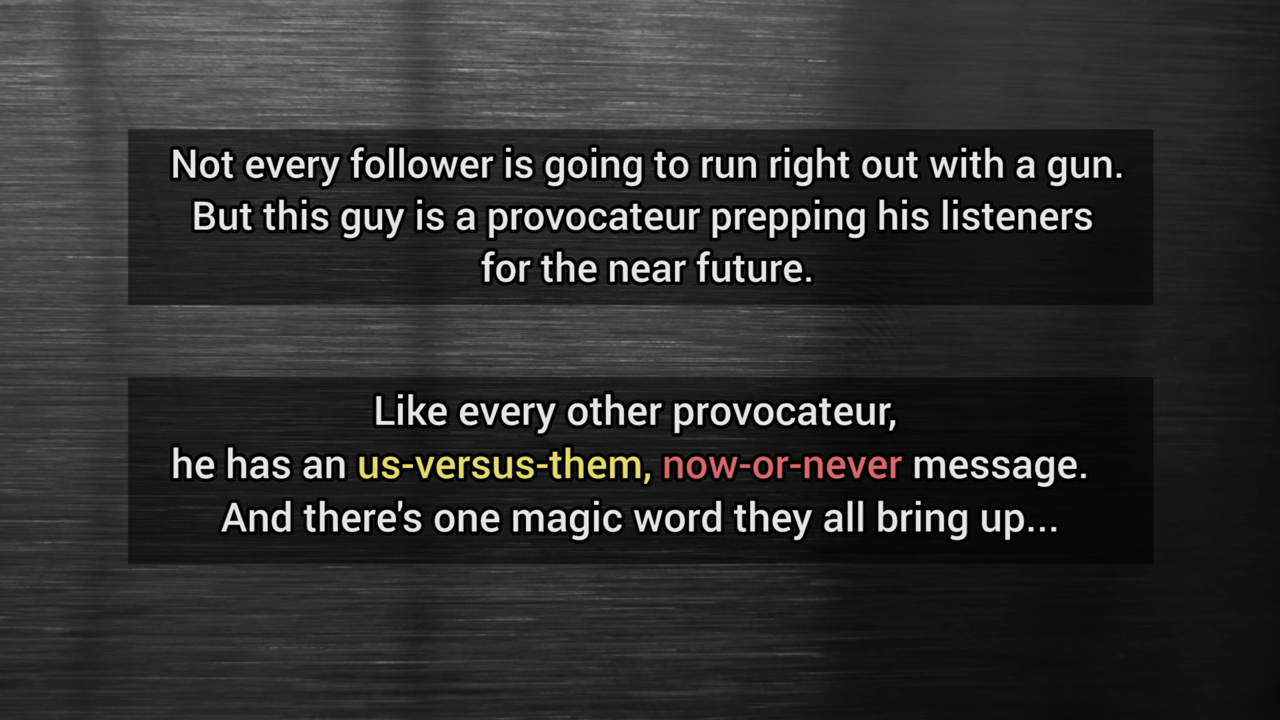 Not every follower is going to run right out with a gun.
But this guy is a provocateur prepping his listeners
for the near future.
Like every other provocateur,
he has an us-versus-them, now-or-never message.
And there's one magic word they all bring up...